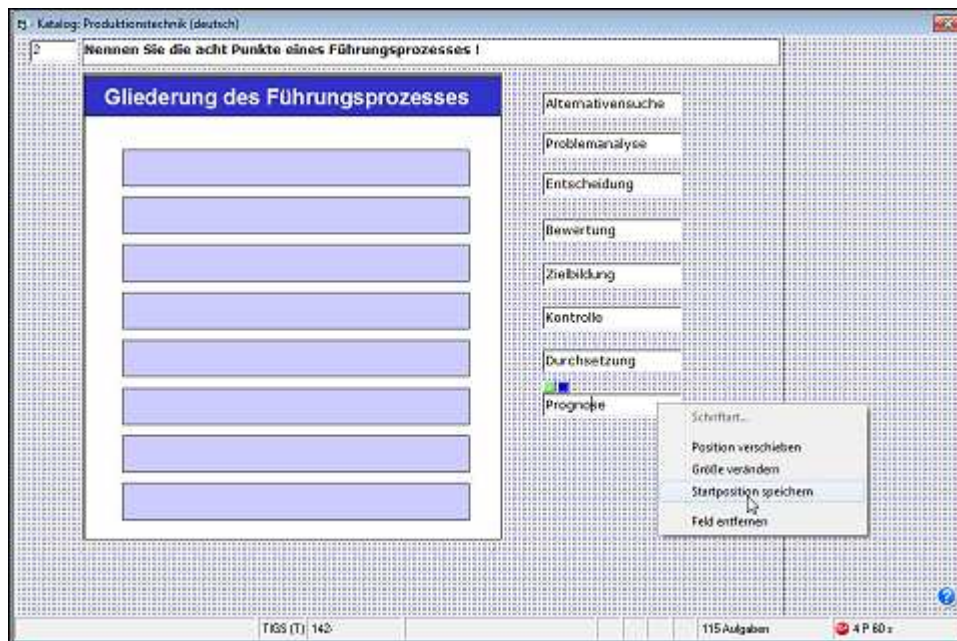 Katalog: Produktionstechnik (deutsch)
2
Nennen Sie die acht Punkte eines Führungsprozesses !
Gliederung des Führungsprozesses
Alternativensuche
Problemanalyse
Entscheidung
Bewertung
Zielbildung
Kontrolle
Durchsetzung
Prognose
Schriftart...
Position verschieben
Größe verändern
Startposition speichern
Feld entfernen
TIGS (T) 142- 115 Aufgaben 4 P 60 s